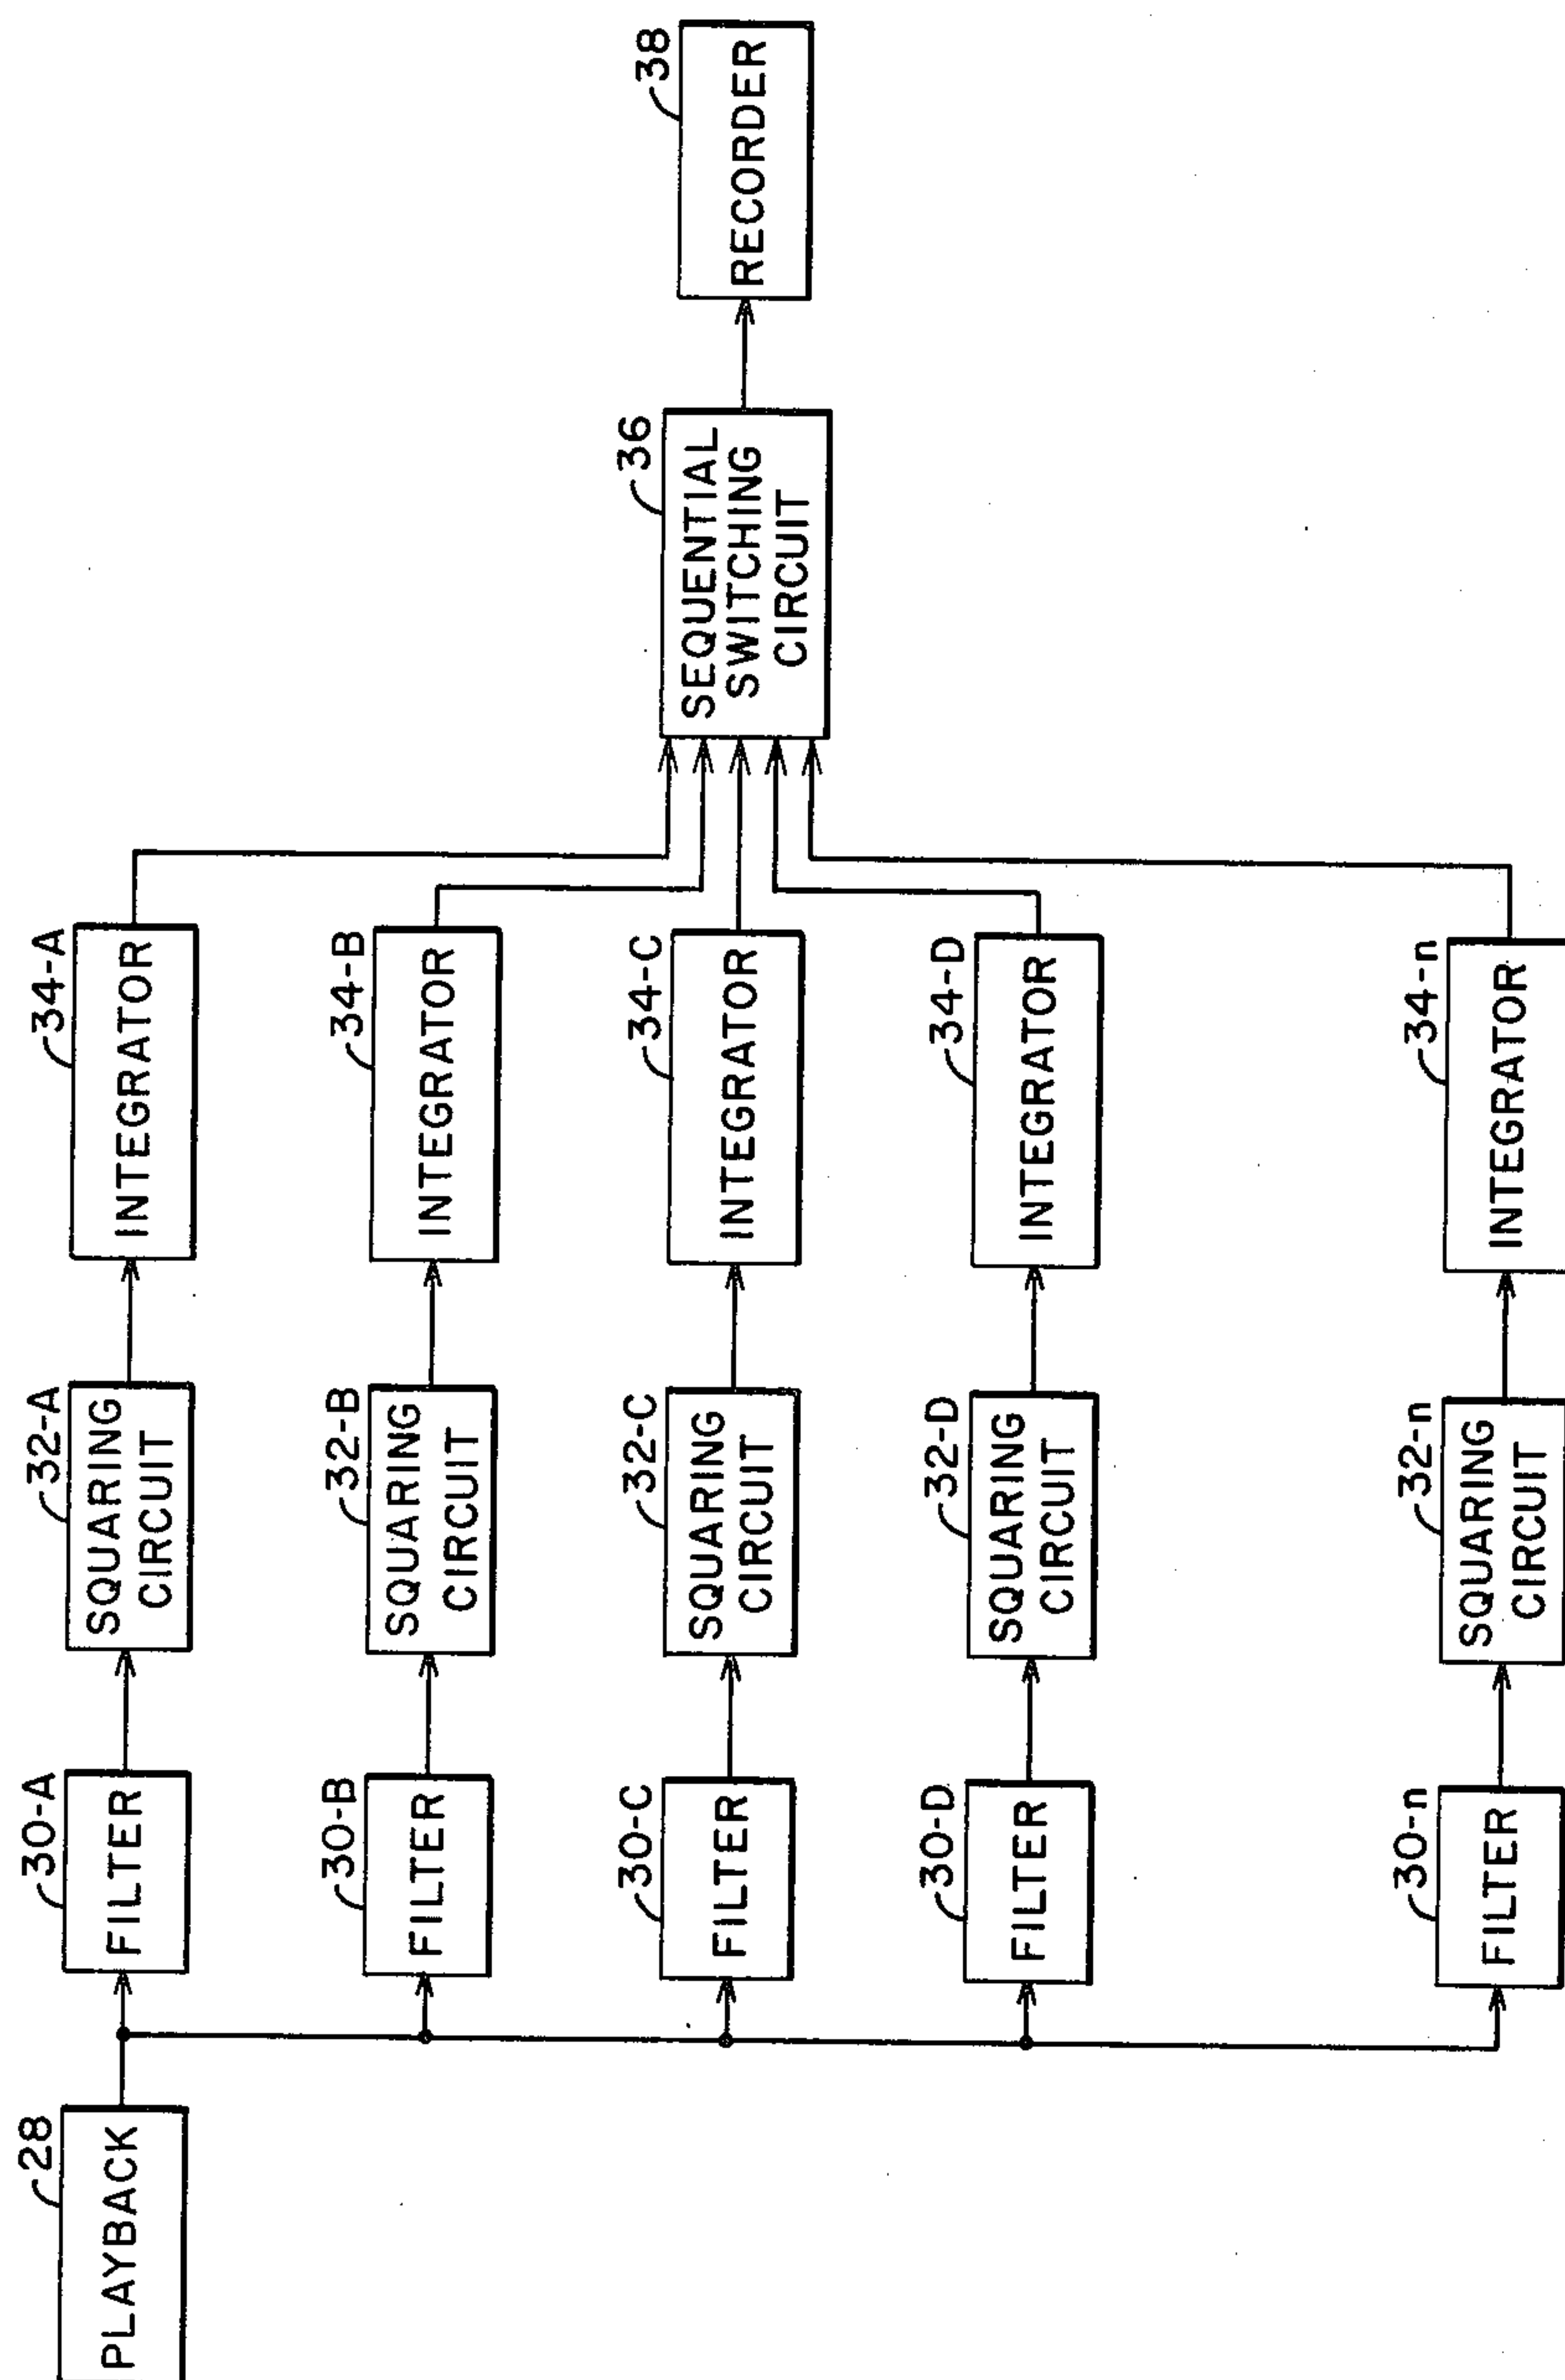 28
PLAYBACK
30-A
FILTER
32-A
SQUARING
CIRCUIT
34-A
INTEGRATOR
30-B
FILTER
32-B
SQUARING
CIRCUIT
34-B
INTEGRATOR
30-C
FILTER
32-C
SQUARING
CIRCUIT
34-C
INTEGRATOR
36
SEQUENTIAL
SWITCHING
CIRCUIT
38
RECORDER
30-D
FILTER
32-D
SQUARING
CIRCUIT
34-D
INTEGRATOR
30-n
FILTER
32-n
SQUARING
CIRCUIT
34-n
INTEGRATOR